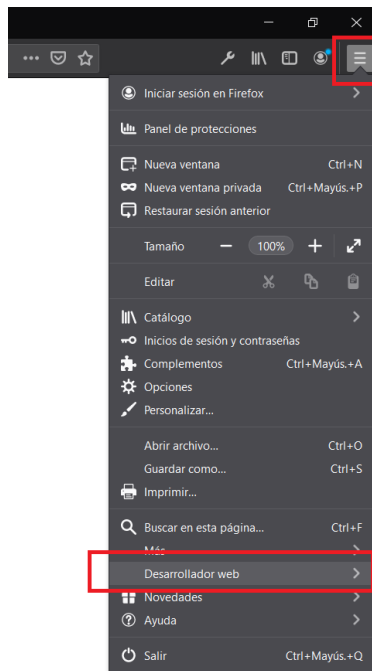 Iniciar sesión en Firefox
Panel de protecciones
Nueva ventana Ctrl+N
Nueva ventana privada Ctrl+Mayús.+P
Restaurar sesión anterior
Tamaño 100%
Editar
Catálogo
Inicios de sesión y contraseñas
Complementos Ctrl+Mayús.+A
Opciones
Personalizar...
Abrir archivo... Ctrl+O
Guardar como... Ctrl+S
Imprimir...
Buscar en esta página... Ctrl+F
Más
Desarrollador web
Novedades
Ayuda
Salir Ctrl+Mayús.+Q